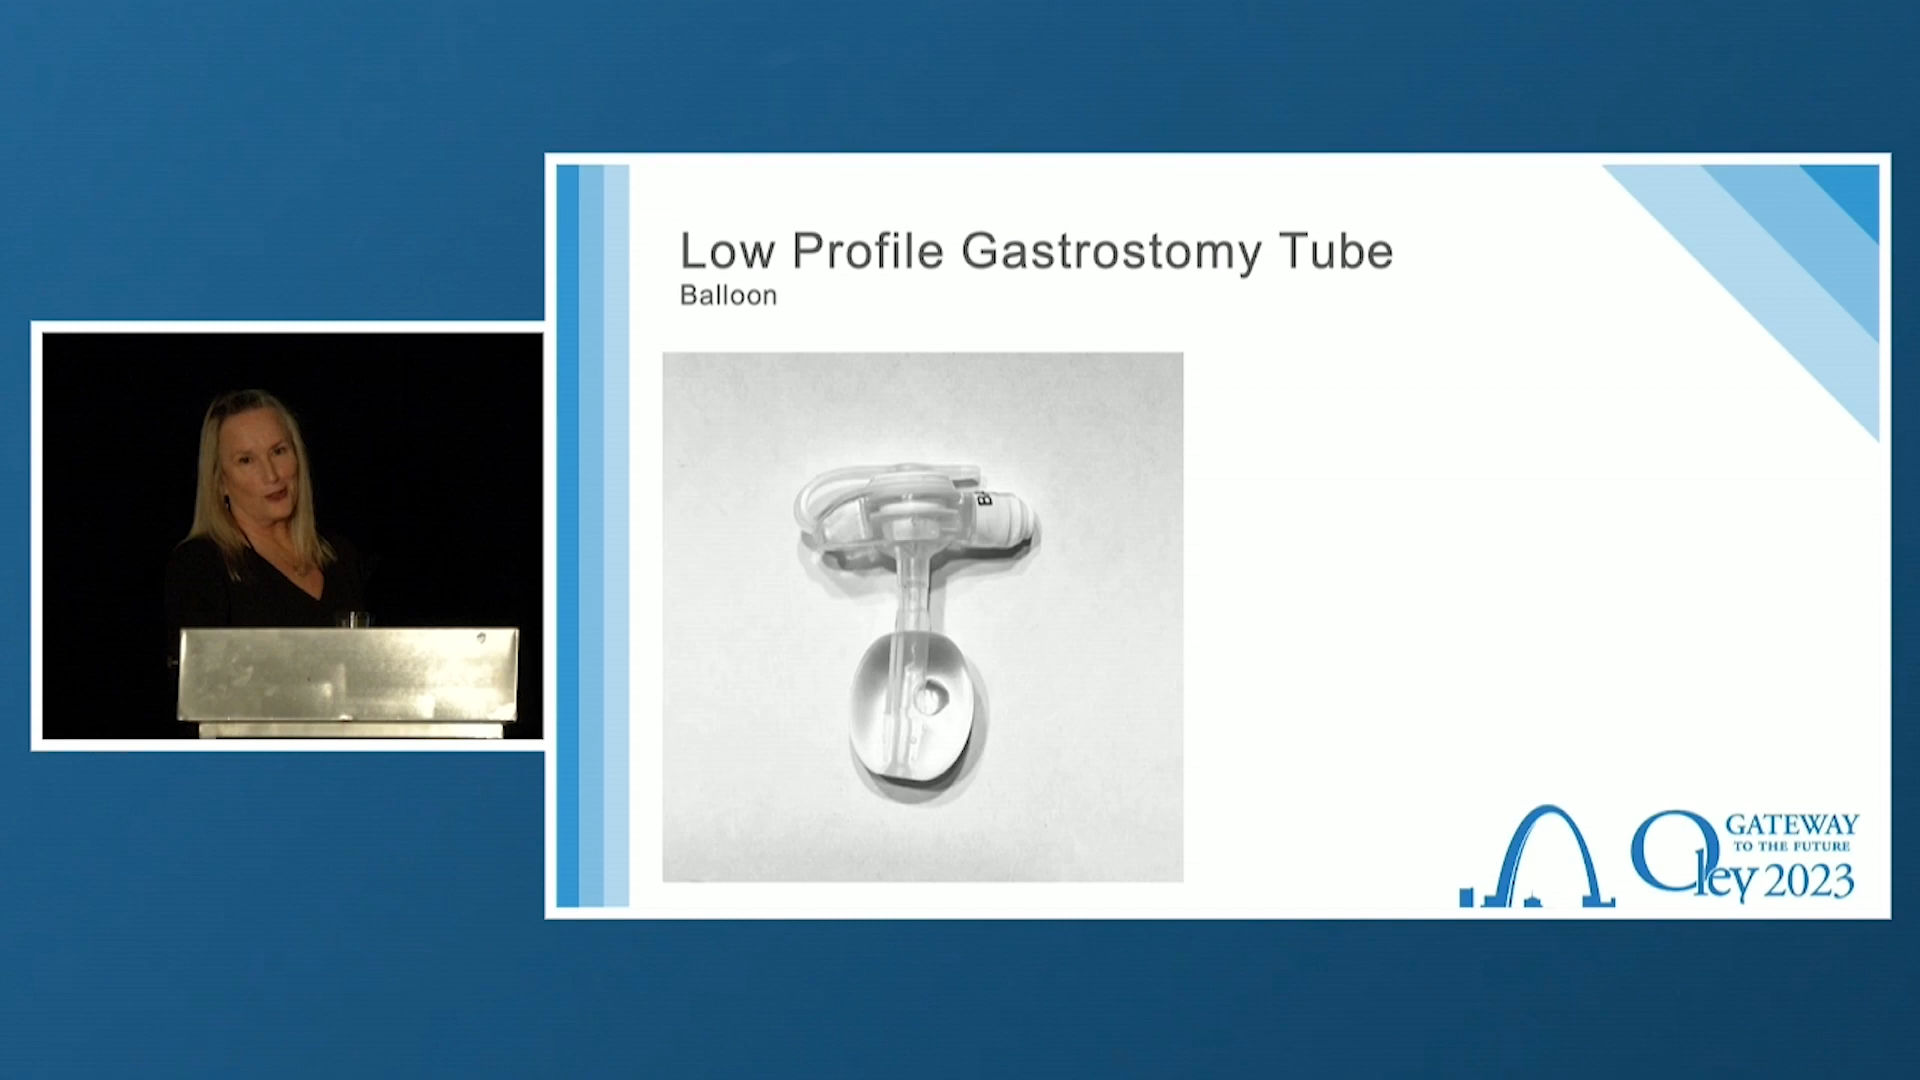 Low Profile Gastrostomy Tube
Balloon
GATEWAY
TO THE FUTURE
Oley 2023